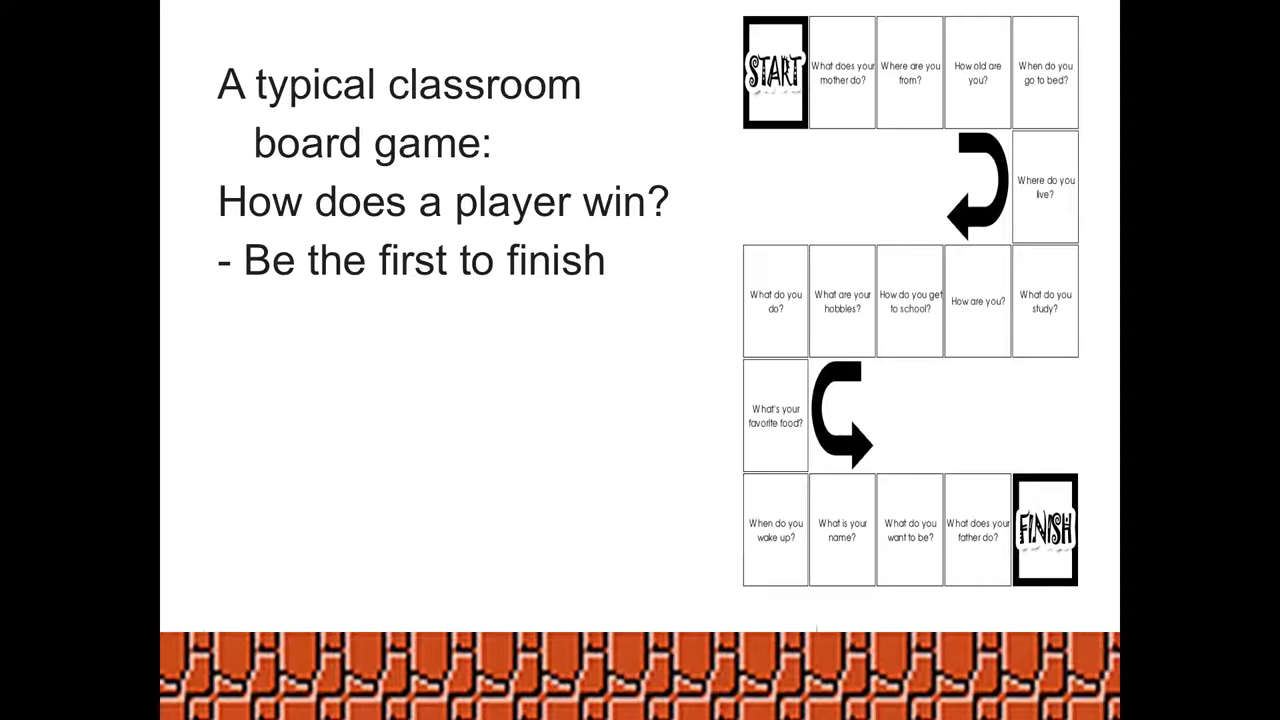 A typical classroom
board game:
How does a player win?
- Be the first to finish
START
What does your
mother do?
Where are you
from?
How old are
you?
When do you
go to bed?
Where do you
live?
What do you
do?
What are your
hobbies?
How do you get
to school?
How are you?
What do you
study?
What's your
favorite food?
When do you
wake up?
What is your
name?
What do you
want to be?
What does your
father do?
FINISH